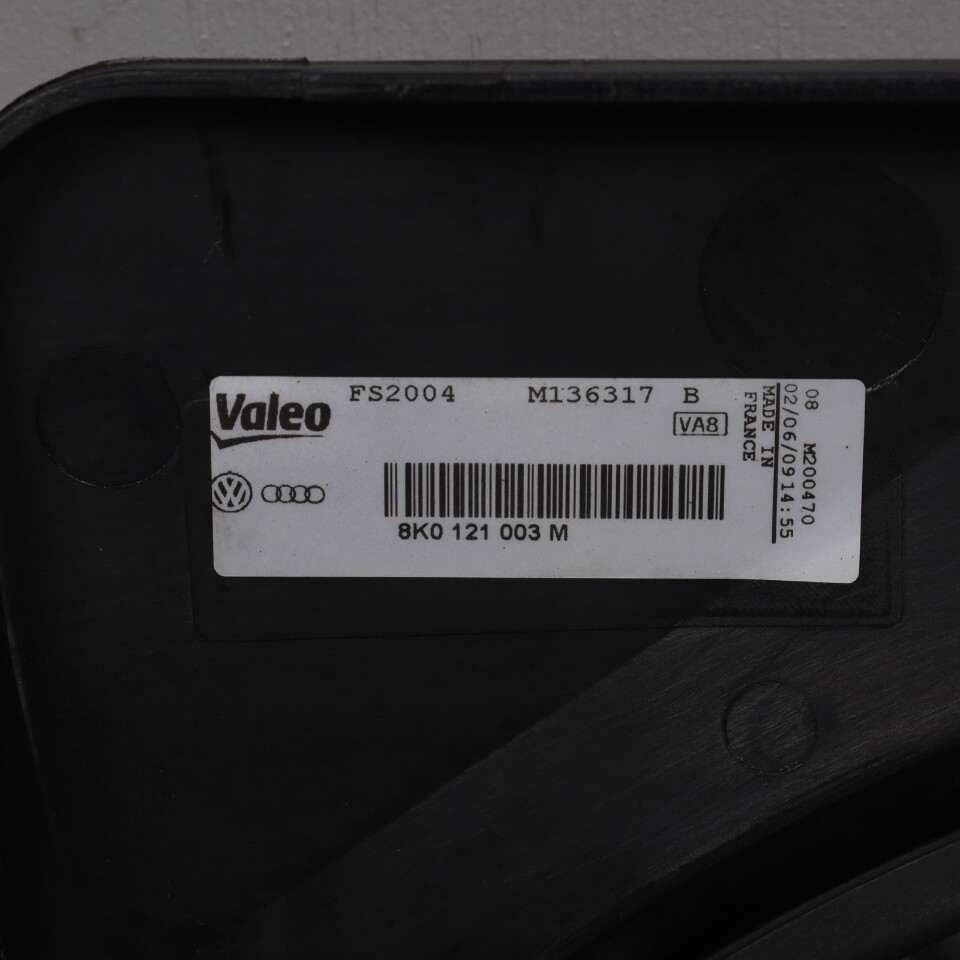 Valeo
FS2004 M136317 B
VA8
8K0 121 003 M
MADE IN
FRANCE
08 M200470
02/06/09 14:55